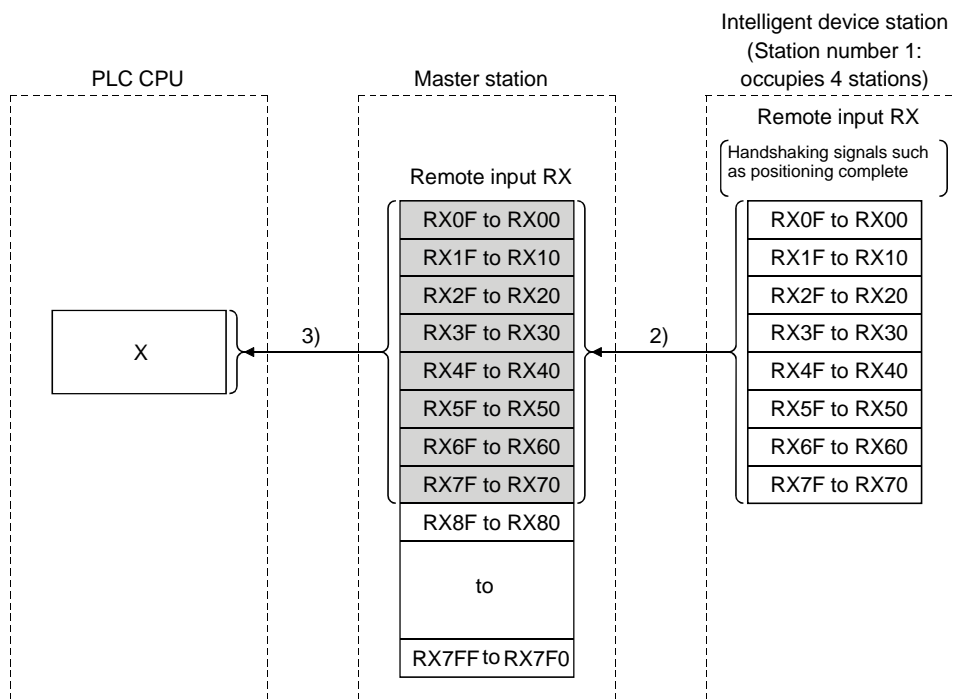 PLC CPU
Master station
Intelligent device station
(Station number 1:
occupies 4 stations)
Remote input RX
Handshaking signals such
as positioning complete
Remote input RX
RX0F to RX00
RX1F to RX10
RX2F to RX20
RX3F to RX30
RX4F to RX40
RX5F to RX50
RX6F to RX60
RX7F to RX70
RX8F to RX80
to
RX7FF to RX7F0
X
3)
2)
RX0F to RX00
RX1F to RX10
RX2F to RX20
RX3F to RX30
RX4F to RX40
RX5F to RX50
RX6F to RX60
RX7F to RX70